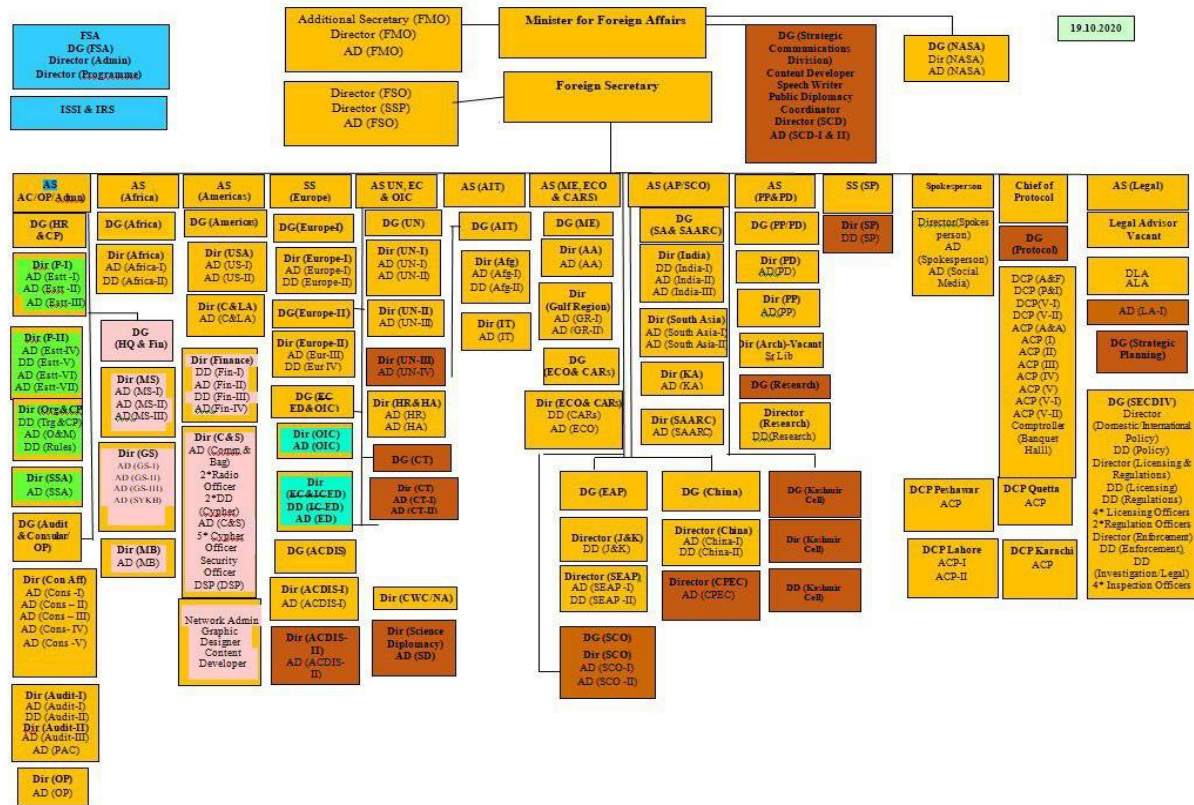 FSA
DG (FSA)
Director (Admin)
Director (Programme)
ISSI & IRS
Additional Secretary (FMO)
Director (FMO)
AD (FMO)
Minister for Foreign Affairs
Director (FSO)
Director (SSP)
AD (FSO)
Foreign Secretary
DG (Strategic
Communications
Division)
Content Developer
Speech Writer
Public Diplomacy
Coordinator
Director (SCD)
AD (SCD-I & II)
DG (NASA)
Dir (NASA)
AD (NASA)
19.10.2020
AS
AC/OP/Admn)
DG (HR
&CP)
Dir (P-I)
AD (Estt -I)
AD (Estt -II)
AD (Estt-III)
Dir (P-II)
AD (Estt-IV)
DD (Estt-V)
AD (Estt-VI)
AD (Estt-VII)
Dir (Org&CP
DD (Trg&CP)
AD (O&M)
DD (Rules)
Dir (SSA)
AD (SSA)
DG (Audit
&Consular/
OP)
Dir (Con Aff)
AD (Cons -I)
AD (Cons – II)
AD (Cons – III)
AD (Cons- IV)
AD (Cons -V)
Dir (Audit-I)
AD (Audit-I)
DD (Audit-II)
Dir (Audit-II)
AD (Audit-III)
AD (PAC)
Dir (OP)
AD (OP)
AS
(Africa)
DG (Africa)
Dir (Africa)
AD (Africa-I)
DD (Africa-II)
DG
(HQ & Fin)
Dir (MS)
AD (MS-I)
AD (MS-II)
AD(MS-III)
Dir (GS)
AD (GS-I)
AD (GS-II)
AD (GS-III)
AD (SYKB)
Dir (MB)
AD (MB)
AS
(Americas)
DG (Americas)
Dir (USA)
AD (US-I)
AD (US-II)
Dir (C&LA)
AD (C&LA)
Dir (Finance)
DD (Fin-I)
AD (Fin-II)
DD (Fin-III)
AD(Fin-IV)
Dir (C&S)
AD (Comm &
Bag)
2*Radio
Officer
2*DD
(Cypher)
AD (C&S)
5* Cypher
Officer
Security
Officer
DSP (DSP)
Network Admin
Graphic
Designer
Content
Developer
SS
(Europe)
DG(Europe-I)
Dir (Europe-I)
AD (Europe-I)
DD (Europe-II)
DG(Europe-II)
Dir (Europe-II)
AD (Eur-III)
DD (Eur IV)
DG (EC
ED&OIC)
Dir (OIC)
AD (OIC)
Dir
(EC&ICED)
DD (IC-ED)
AD (ED)
DG (ACDIS)
Dir (ACDIS-I)
AD (ACDIS-I)
Dir (ACDIS-
II)
AD (ACDIS-
II)
AS UN, EC
& OIC
DG (UN)
Dir (UN-I)
AD (UN-I)
AD (UN-II)
Dir (UN-II)
AD (UN-III)
Dir (UN-III)
AD (UN-IV)
Dir (HR&HA)
AD (HR)
AD (HA)
DG (CT)
Dir (CT)
AD (CT-I)
AD (CT-II)
Dir (CWC/NA)
Dir (Science
Diplomacy)
AD (SD)
AS (AIT)
DG (AIT)
Dir (Afg)
AD (Afg-I)
DD (Afg-II)
Dir (IT)
AD (IT)
AS (ME, ECO
& CARS)
DG (ME)
Dir (AA)
AD (AA)
Dir
(Gulf Region)
AD (GR-I)
AD (GR-II)
DG
(ECO& CARs)
Dir (ECO& CARs)
DD (CARs)
AD (ECO)
AS (AP/SCO)
DG
(SA& SAARC)
Dir (India)
DD (India-I)
AD (India-II)
AD (India-III)
Dir (South Asia)
AD (South Asia-I)
AD (South Asia-II)
Dir (KA)
AD (KA)
Dir (SAARC)
AD (SAARC)
DG (EAP)
Director (J&K)
DD (J&K)
Director (SEAP)
AD (SEAP -I)
DD (SEAP -II)
DG (SCO)
Dir (SCO)
AD (SCO-I)
AD (SCO -II)
DG (China)
Director (China)
AD (China-I)
DD (China-II)
Director (CPEC)
AD (CPEC)
AS
(PP&PD)
DG (PP/PD)
Dir (PD)
AD(PD)
Dir (PP)
AD(PP)
Dir (Arch)-Vacant
Sr Lib
DG (Research)
Director
(Research)
DD(Research)
DG (Kashmir
Cell)
Dir (Kashmir
Cell)
DD (Kashmir
Cell)
SS (SP)
Dir (SP)
DD (SP)
Spokesperson
Director(Spokes
person)
AD
(Spokesperson)
AD (Social
Media)
Chief of
Protocol
DG
(Protocol)
DCP (A&F)
DCP (P&I)
DCP(V-I)
DCP (V-II)
ACP (A&A)
ACP (I)
ACP (II)
ACP (III)
ACP (IV)
ACP (V)
ACP (V-I)
ACP (V-II)
Comptroller
(Banquet
Halll)
DCP Peshawar
ACP
DCP Quetta
ACP
DCP Lahore
ACP-I
ACP-II
DCP Karachi
ACP
AS (Legal)
Legal Advisor
Vacant
DLA
ALA
AD (LA-I)
DG (Strategic
Planning)
DG (SECDIV)
Director
(Domestic/International
Policy)
DD (Policy)
Director (Licensing &
Regulations)
DD (Licensing)
DD (Regulations)
4* Licensing Officers
2*Regulation Officers
Director (Enforcement)
DD (Enforcement)
DD
(Investigation/Legal)
4* Inspection Officers